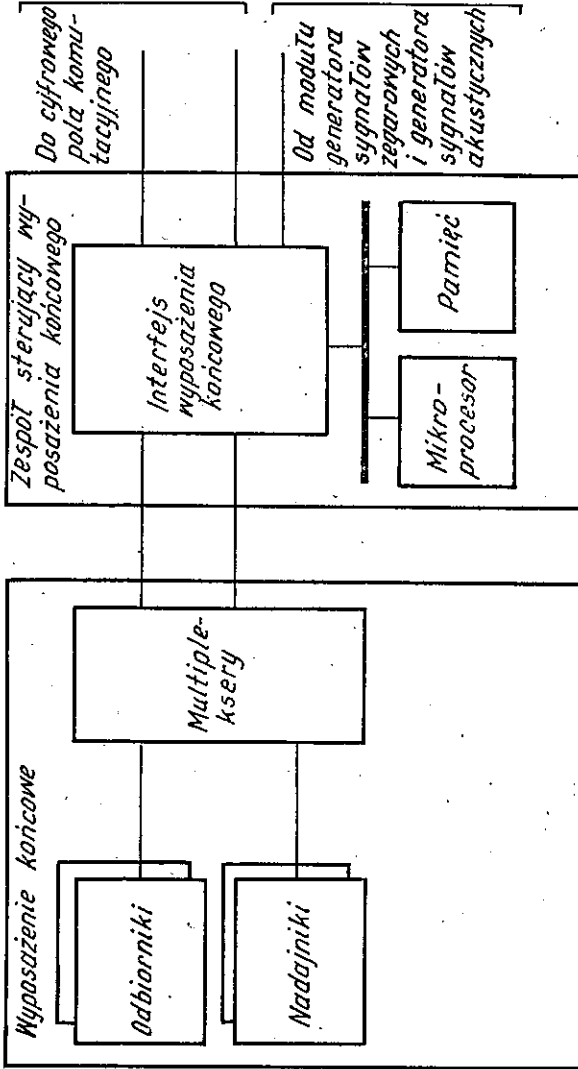 Wyposażenie końcowe
Odbiorniki
Nadajniki
Multiple-
ksery
Zespół sterujący wy-
posażenia końcowego
Interfejs
wyposażenia
końcowego
Mikro-
procesor
Pamięć
Do cyfrowego
pola komu-
tacyjnego
Od modułu
generatora
sygnałów
zegarowych
i generatora
sygnałów
akustycznych